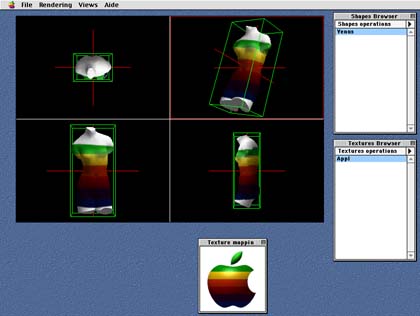 File Rendering Views Aide
Shapes Browser
Shapes operations
Venus
Textures Browser
Textures operations
Appl
Texture mappin